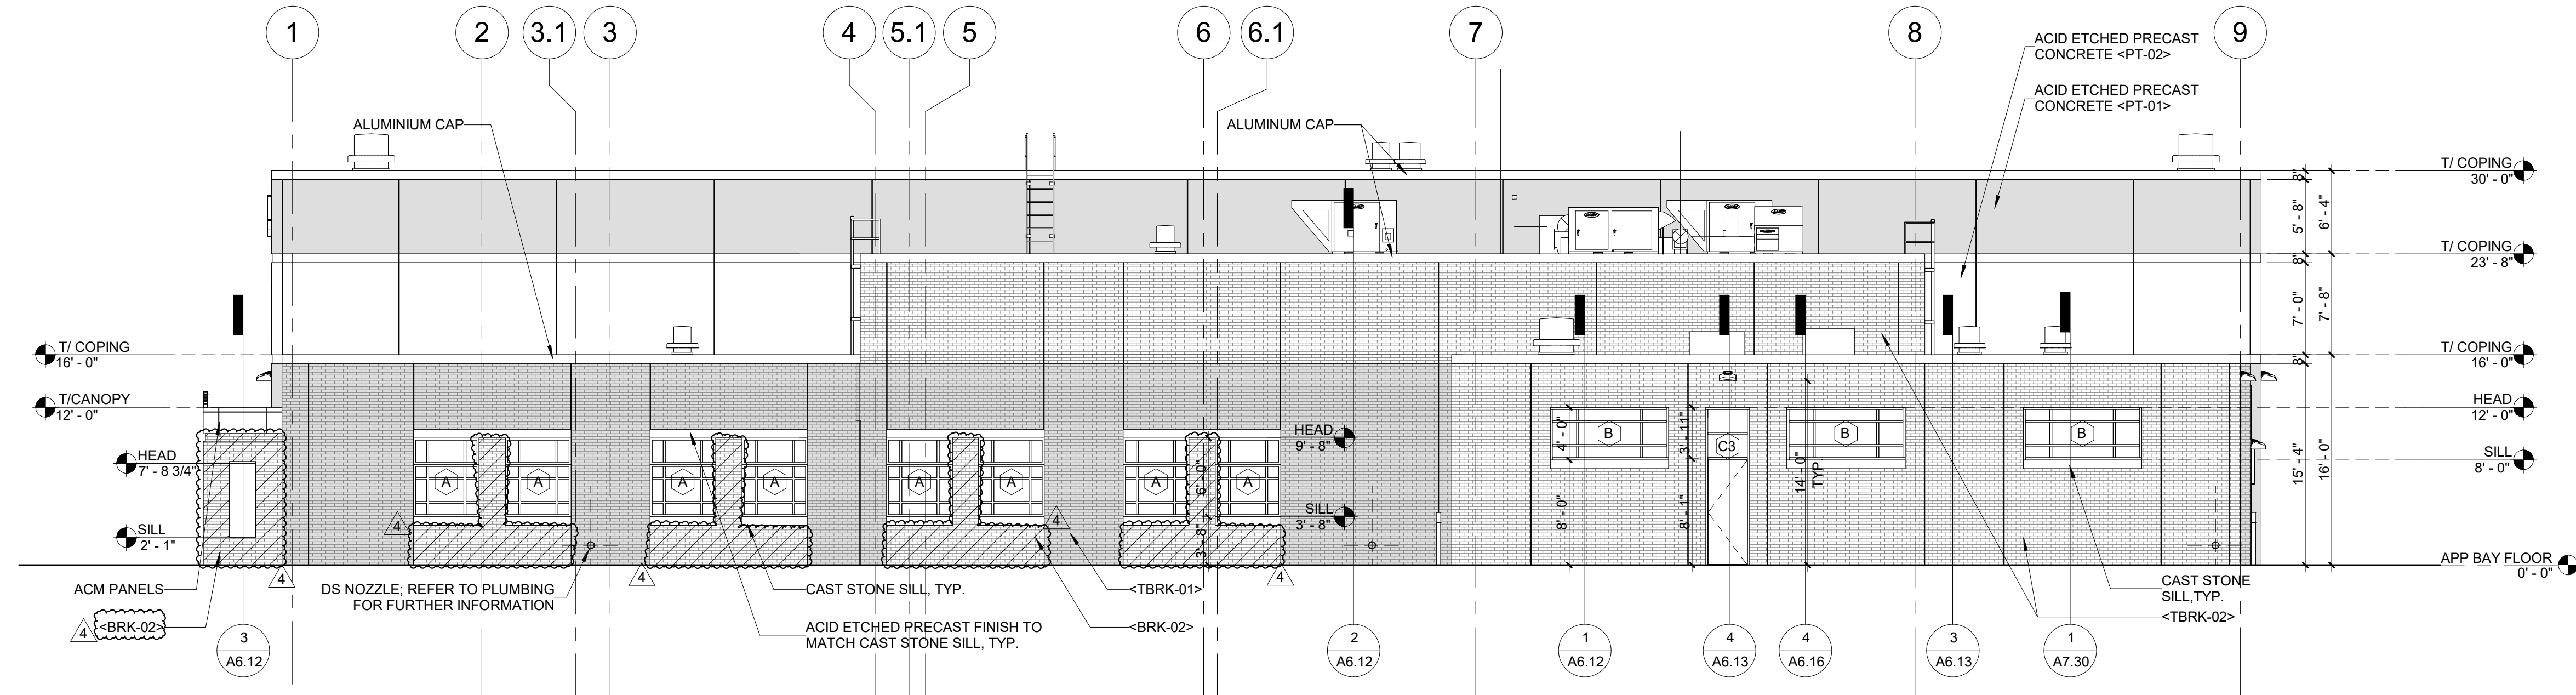 1
2
3.1
3
4
5.1
5
6
6.1
7
8
9
ACID ETCHED PRECAST
CONCRETE <PT-02>
ACID ETCHED PRECAST
CONCRETE <PT-01>
ALUMINIUM CAP
ALUMINUM CAP
T/ COPING
30' - 0"
8"
5' - 8"
6' - 4"
T/ COPING
23' - 8"
8"
7' - 0"
7' - 8"
T/ COPING
16' - 0"
T/ COPING
16' - 0"
8"
T/CANOPY
12' - 0"
HEAD
12' - 0"
HEAD
9' - 8"
HEAD
7' - 8 3/4"
SILL
8' - 0"
15' - 4"
16' - 0"
A
A
A
A
A
A
A
A
B
C3
B
B
4' - 0"
3' - 11"
6' - 0"
14' - 0"
TYP.
SILL
3' - 8"
3' - 8"
8' - 0"
8' - 1"
SILL
2' - 1"
4
4
4
4
4
APP BAY FLOOR
0' - 0"
ACM PANELS
4
<BRK-02>
DS NOZZLE; REFER TO PLUMBING
FOR FURTHER INFORMATION
CAST STONE SILL, TYP.
ACID ETCHED PRECAST FINISH TO
MATCH CAST STONE SILL, TYP.
<TBRK-01>
<BRK-02>
CAST STONE
SILL,TYP.
<TBRK-02>
3
A6.12
2
A6.12
1
A6.12
4
A6.13
4
A6.16
3
A6.13
1
A7.30